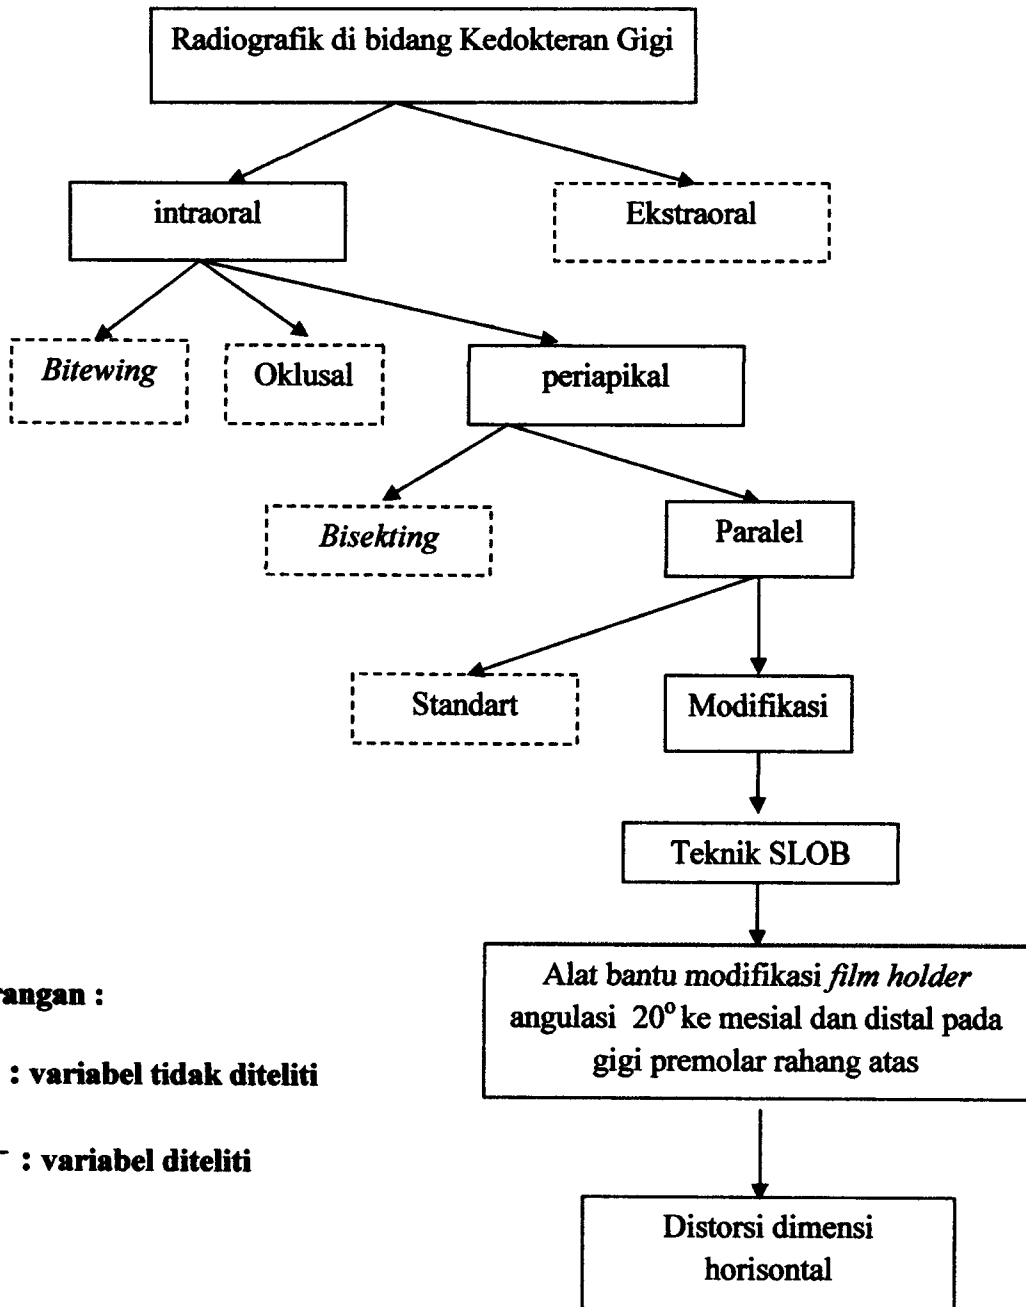 Radiografik di bidang Kedokteran Gigi
intraoral
Ekstraoral
Bitewing
Oklusal
periapikal
Bisekting
Paralel
Standart
Modifikasi
Teknik SLOB
Alat bantu modifikasi film holder
angulasi 20° ke mesial dan distal pada
gigi premolar rahang atas
rangan :
: variabel tidak diteliti
: variabel diteliti
Distorsi dimensi
horisontal